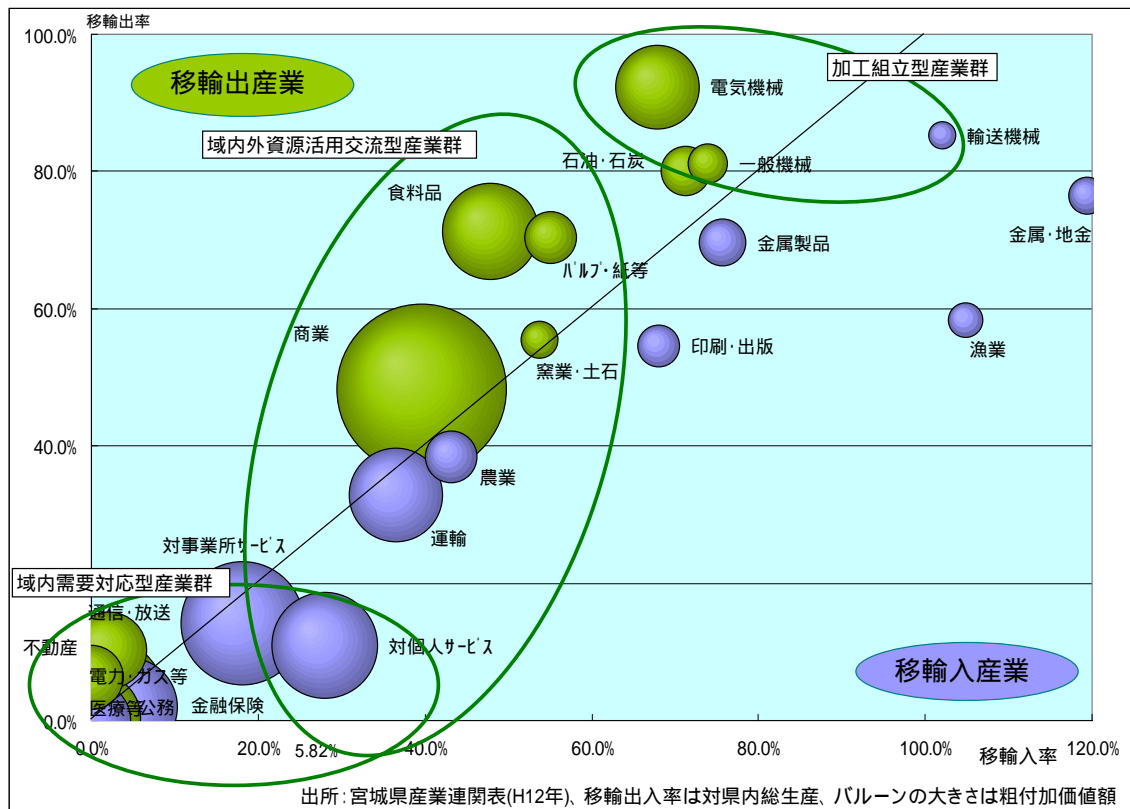 移輸出率
100.0%
移輸出産業
加工組立型産業群
電気機械
輸送機械
域内外資源活用交流型産業群
石油･石炭
一般機械
80.0%
食料品
金属･地金
金属製品
ﾊﾟﾙﾌﾟ･紙等
60.0%
商業
印刷･出版
漁業
窯業･土石
40.0%
農業
運輸
対事業所ｻｰﾋﾞｽ
域内需要対応型産業群
通信･放送
不動産
対個人ｻｰﾋﾞｽ
電力･ガス等
移輸入産業
医療等
公務
金融保険
0.0%
0.0%
20.0%
5.82%
40.0%
60.0%
80.0%
100.0%
移輸入率
120.0%
出所：宮城県産業連関表(H12年)、移輸出入率は対県内総生産、バルーンの大きさは粗付加価値額